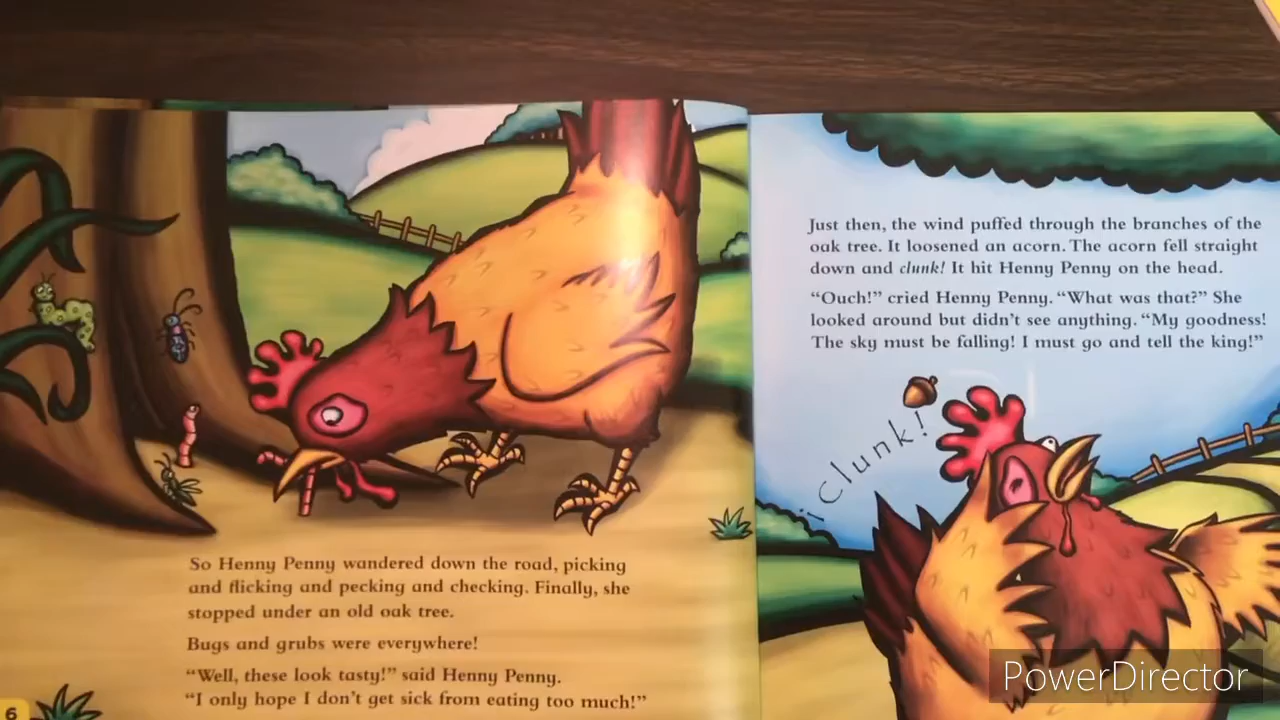 So Henny Penny wandered down the road, picking
and flicking and pecking and checking. Finally, she
stopped under an old oak tree.
Bugs and grubs were everywhere!
“Well, these look tasty!” said Henny Penny.
“I only hope I don’t get sick from eating too much!”
6
Just then, the wind puffed through the branches of the
oak tree. It loosened an acorn. The acorn fell straight
down and clunk! It hit Henny Penny on the head.
“Ouch!” cried Henny Penny. “What was that?” She
looked around but didn’t see anything. “My goodness!
The sky must be falling! I must go and tell the king!”
¡clunk!
PowerDirector